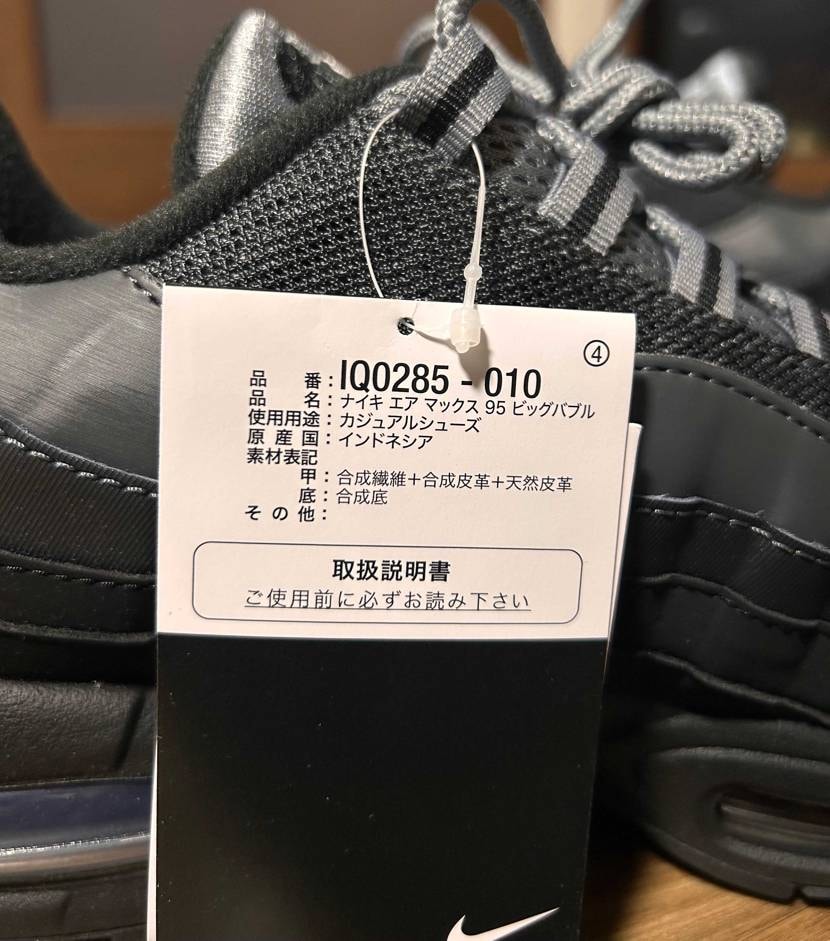 ④
品番：IQ0285 - 010
品名：ナイキ エア マックス 95 ビッグバブル
使用用途：カジュアルシューズ
原産国：インドネシア
素材表記
甲：合成繊維＋合成皮革＋天然皮革
底：合成底
その他：
取扱説明書
ご使用前に必ずお読み下さい